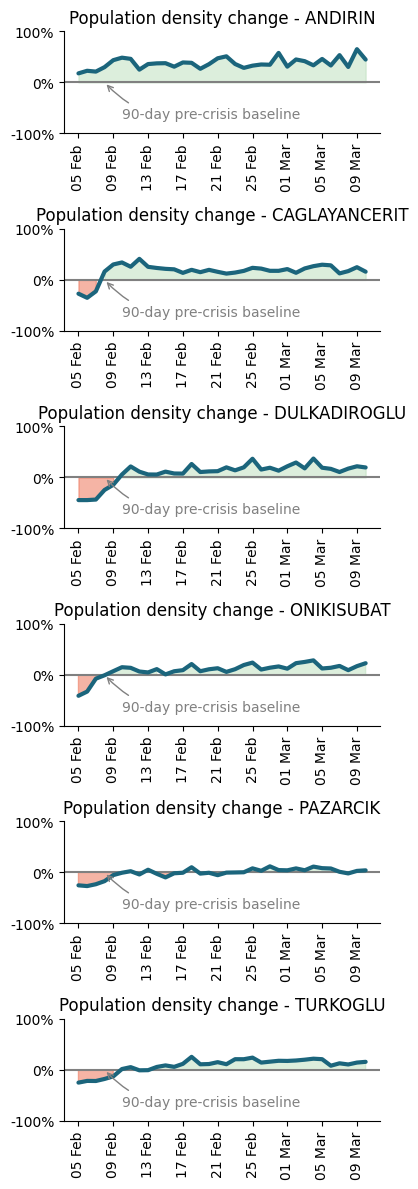 Population density change - ANDIRIN
100%
0%
-100%
90-day pre-crisis baseline
05 Feb
09 Feb
13 Feb
17 Feb
21 Feb
25 Feb
01 Mar
05 Mar
09 Mar
Population density change - CAGLAYANCERIT
100%
0%
-100%
90-day pre-crisis baseline
05 Feb
09 Feb
13 Feb
17 Feb
21 Feb
25 Feb
01 Mar
05 Mar
09 Mar
Population density change - DULKADIROGLU
100%
0%
-100%
90-day pre-crisis baseline
05 Feb
09 Feb
13 Feb
17 Feb
21 Feb
25 Feb
01 Mar
05 Mar
09 Mar
Population density change - ONIKISUBAT
100%
0%
-100%
90-day pre-crisis baseline
05 Feb
09 Feb
13 Feb
17 Feb
21 Feb
25 Feb
01 Mar
05 Mar
09 Mar
Population density change - PAZARCIK
100%
0%
-100%
90-day pre-crisis baseline
05 Feb
09 Feb
13 Feb
17 Feb
21 Feb
25 Feb
01 Mar
05 Mar
09 Mar
Population density change - TURKOGLU
100%
0%
-100%
90-day pre-crisis baseline
05 Feb
09 Feb
13 Feb
17 Feb
21 Feb
25 Feb
01 Mar
05 Mar
09 Mar